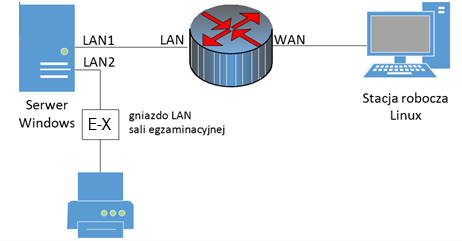 LAN1
LAN
WAN
LAN2
Serwer
Windows
E-X
gniazdo LAN
sali egzaminacyjnej
Stacja robocza
Linux